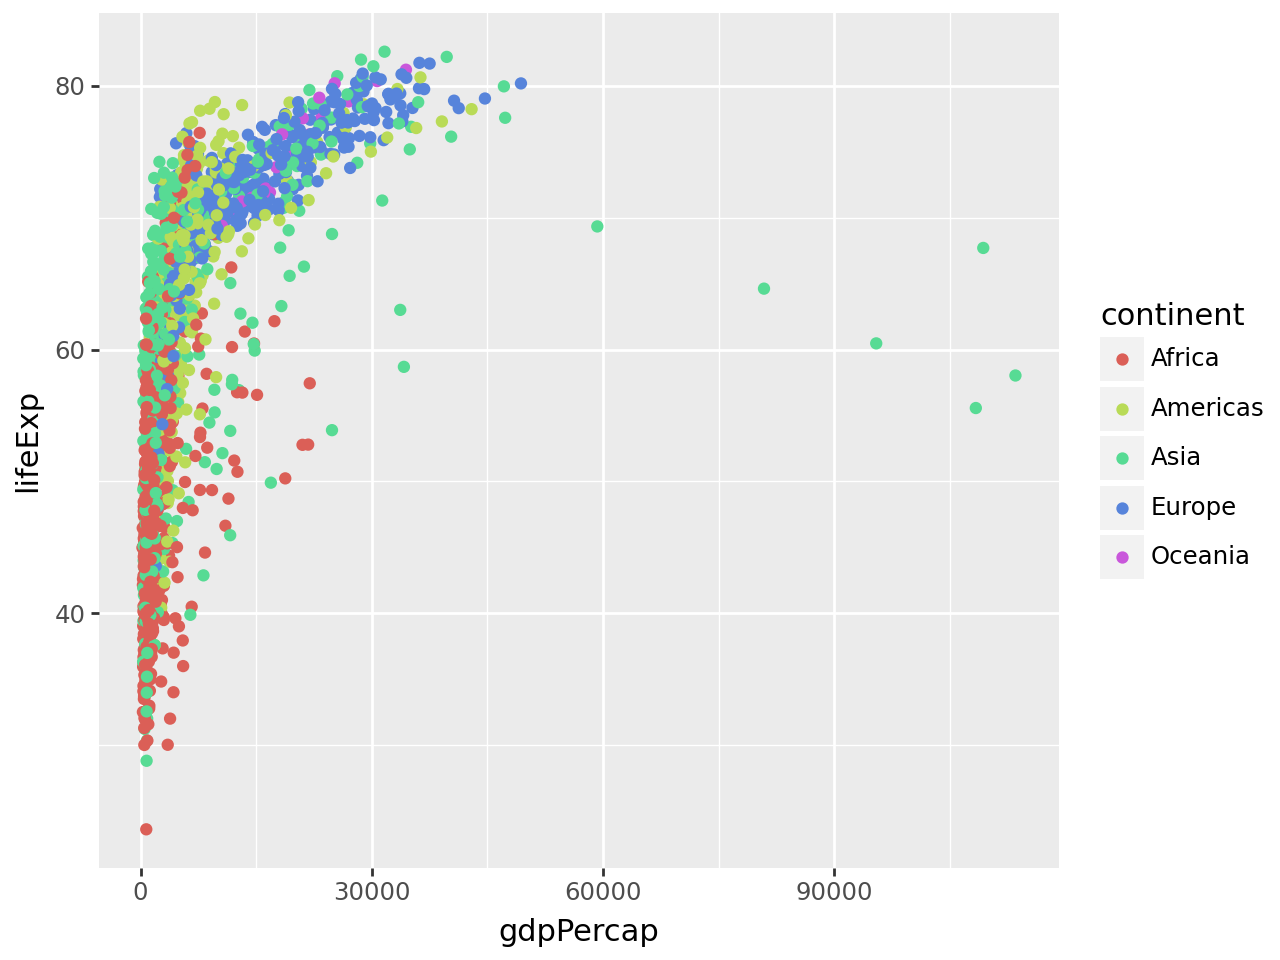 80
60
40
lifeExp
0
30000
60000
90000
gdpPercap
continent
Africa
Americas
Asia
Europe
Oceania